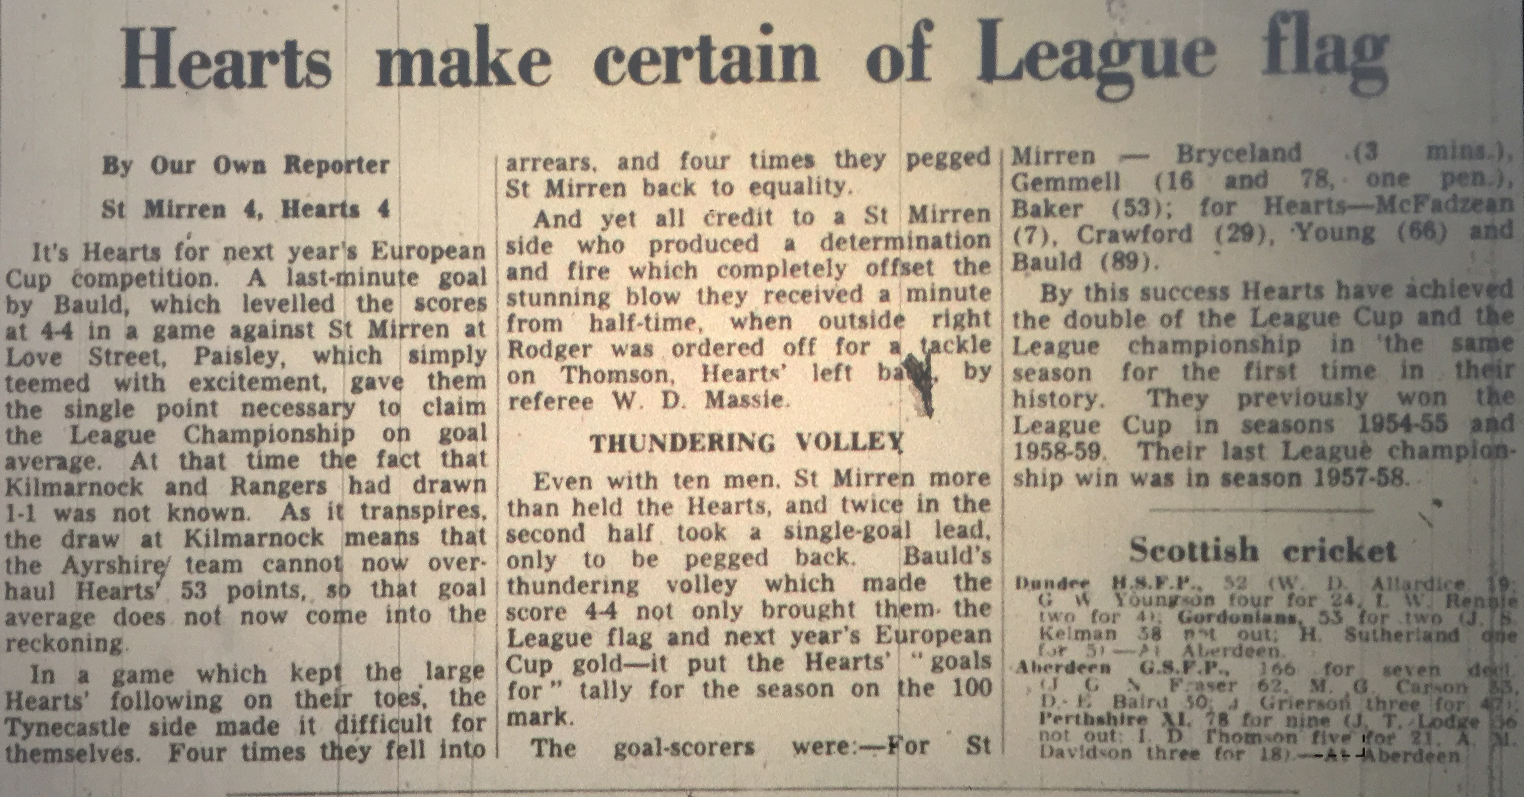 Hearts make certain of League flag
By Our Own Reporter
St Mirren 4, Hearts 4
It's Hearts for next year's European
Cup competition. A last-minute goal
by Bauld, which levelled the scores
at 4-4 in a game against St Mirren at
Love Street, Paisley, which simply
teemed with excitement, gave them
the single point necessary to claim
the League Championship on goal
average. At that time the fact that
Kilmarnock and Rangers had drawn
1-1 was not known. As it transpires,
the draw at Kilmarnock means that
the Ayrshire team cannot now over-
haul Hearts' 53 points, so that goal
average does not now come into the
reckoning.
In a game which kept the large
Hearts' following on their toes, the
Tynecastle side made it difficult for
themselves. Four times they fell into
arrears, and four times they pegged
St Mirren back to equality.
And yet all credit to a St Mirren
side who produced a determination
and fire which completely offset the
stunning blow they received a minute
from half-time, when outside right
Rodger was ordered off for a tackle
on Thomson, Hearts' left by
referee W. D. Massie.
THUNDERING VOLLEY
Even with ten men, St Mirren more
than held the Hearts, and twice in the
second half took a single-goal lead,
only to be pegged back. Bauld's
thundering volley which made the
score 4-4 not only brought them the
League flag and next year's European
Cup gold—it put the Hearts' "goals
for" tally for the season on the 100
mark.
The goal-scorers were:—For St
Mirren — Bryceland (3 mins.),
Gemmell (16 and 78, one pen.),
Baker (53); for Hearts—McFadzean
(7), Crawford (29), Young (66) and
Bauld (89).
By this success Hearts have achieved
the double of the League Cup and the
League championship in the same
season for the first time in their
history. They previously won the
League Cup in seasons 1954-55 and
1958-59. Their last League champion-
ship win was in season 1957-58.
Scottish cricket
Dundee H.S.F.P., 52 (W. D. Allardice 19;
G. W. Youngson four for 24, I. W. Rennie
two for 4); Gordonians, 53 for two (J. S.
Kelman 38 not out; H. Sutherland one
for 5).—At Aberdeen.
Aberdeen G.S.F.P., 166 for seven decl.
(J. G. N. Fraser 62, M. G. Carson 33,
D. E. Baird 30; J. Grierson three for 47);
Perthshire XI, 78 for nine (J. T. Lodge 36
not out; I. D. Thomson five for 21, A. M.
Davidson three for 18).—At Aberdeen